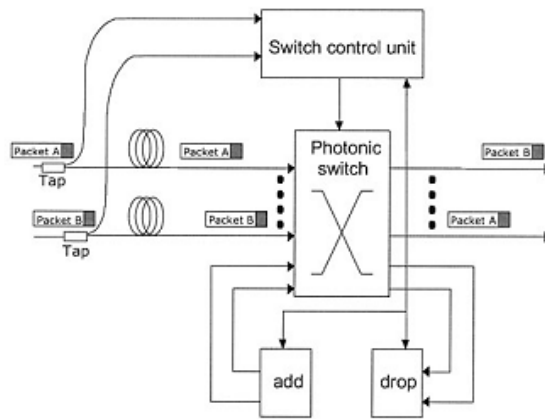 Switch control unit
Packet A
Packet A
Photonic
switch
Packet B
Tap
Packet B
Packet B
Packet A
Tap
add
drop